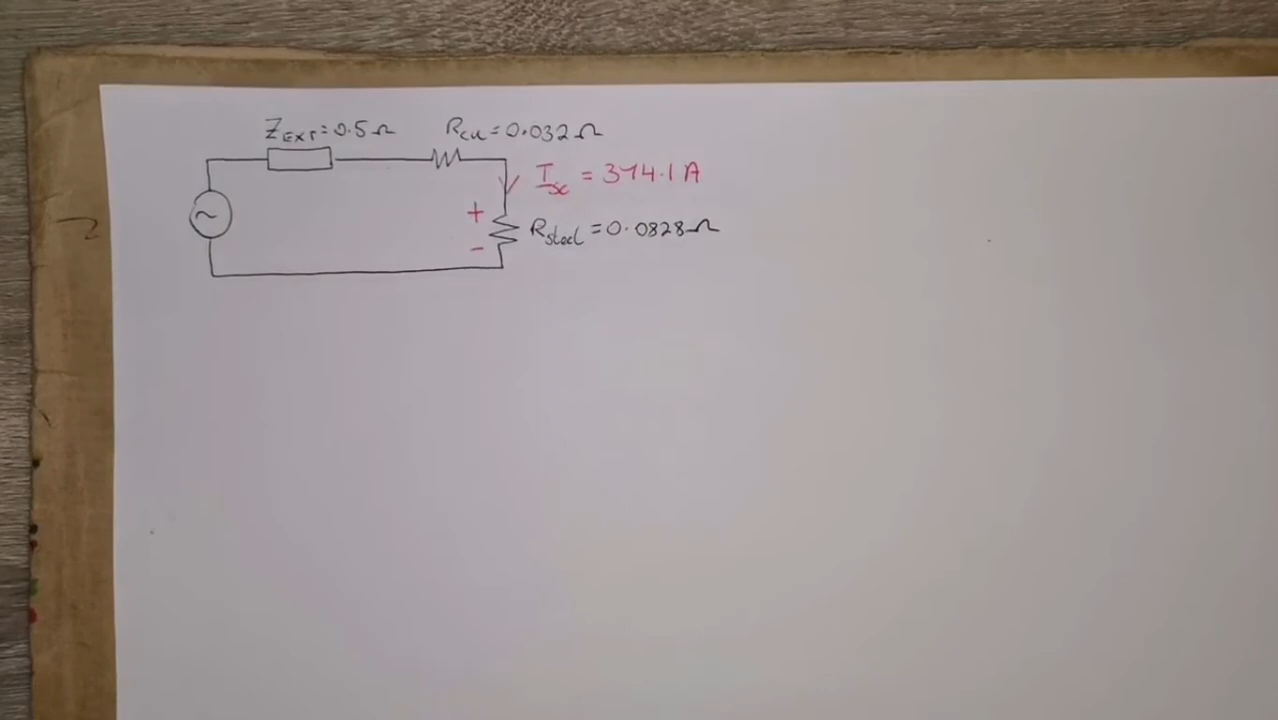 Z_EXT = 0.5 Ω R_cu = 0.032 Ω
I_sc = 374.1 A
+
R_steel = 0.0828 Ω
-